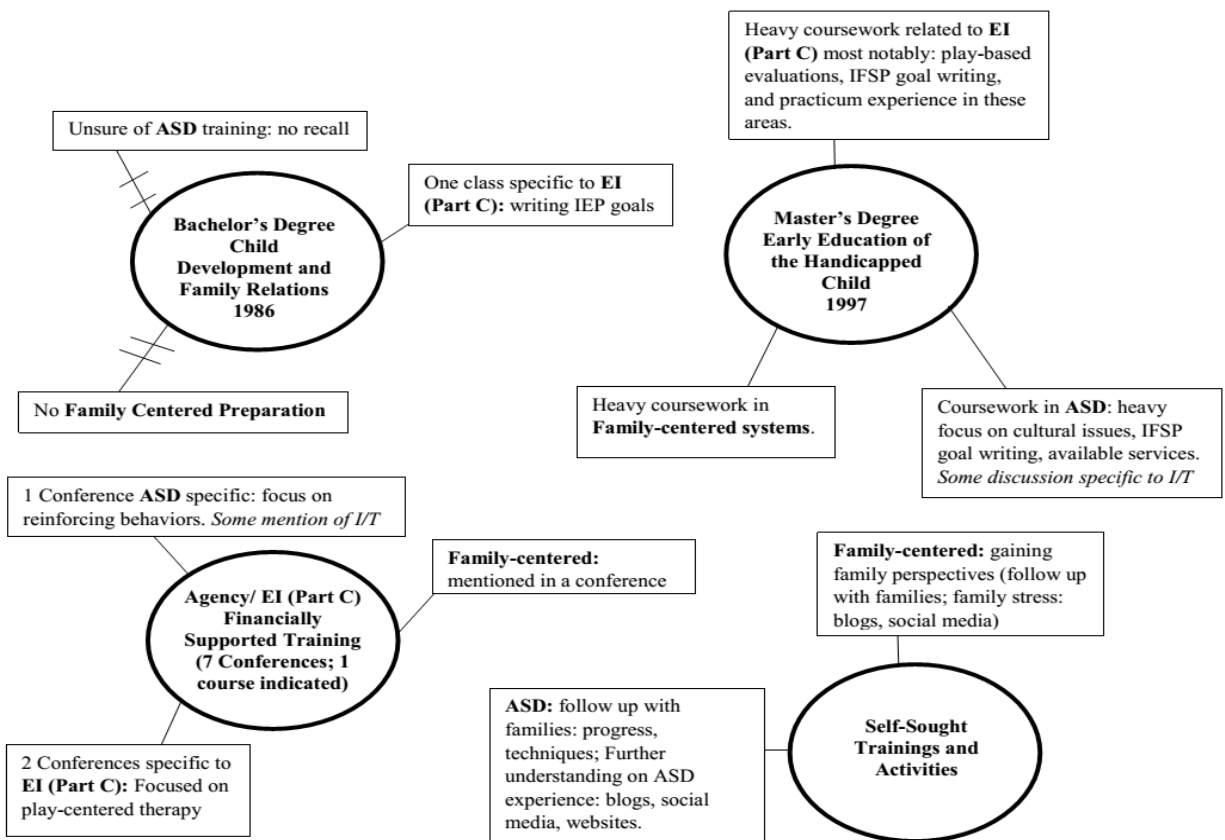 Heavy coursework related to EI
(Part C) most notably: play-based
evaluations, IFSP goal writing,
and practicum experience in these
areas.
Unsure of ASD training: no recall
One class specific to EI
(Part C): writing IEP goals
Bachelor's Degree
Child
Development and
Family Relations
1986
Master's Degree
Early Education of
the Handicapped
Child
1997
No Family Centered Preparation
Heavy coursework in
Family-centered systems.
Coursework in ASD: heavy
focus on cultural issues, IFSP
goal writing, available services.
Some discussion specific to I/T
1 Conference ASD specific: focus on
reinforcing behaviors. Some mention of I/T
Family-centered:
mentioned in a conference
Agency/ EI (Part C)
Financially
Supported Training
(7 Conferences; 1
course indicated)
2 Conferences specific to
EI (Part C): Focused on
play-centered therapy
Family-centered: gaining
family perspectives (follow up
with families; family stress:
blogs, social media)
ASD: follow up with
families: progress,
techniques; Further
understanding on ASD
experience: blogs, social
media, websites.
Self-Sought
Trainings and
Activities